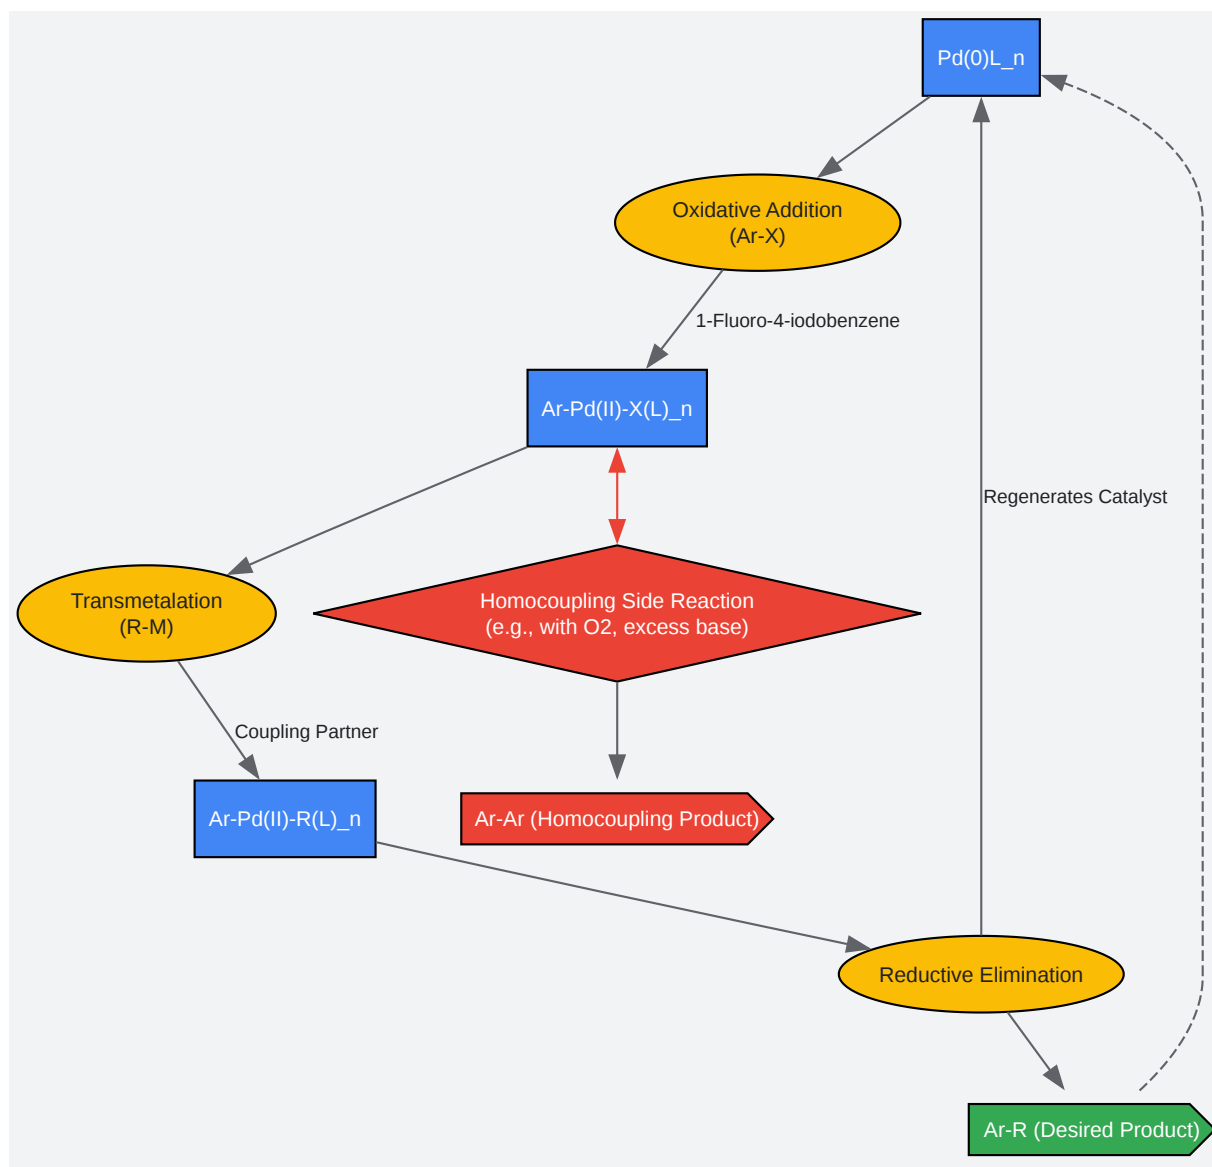 Pd(0)L_n
Oxidative Addition
(Ar-X)
1-Fluoro-4-iodobenzene
Ar-Pd(II)-X(L)_n
Regenerates Catalyst
Transmetalation
(R-M)
Homocoupling Side Reaction
(e.g., with O2, excess base)
Coupling Partner
Ar-Pd(II)-R(L)_n
Ar-Ar (Homocoupling Product)
Reductive Elimination
Ar-R (Desired Product)